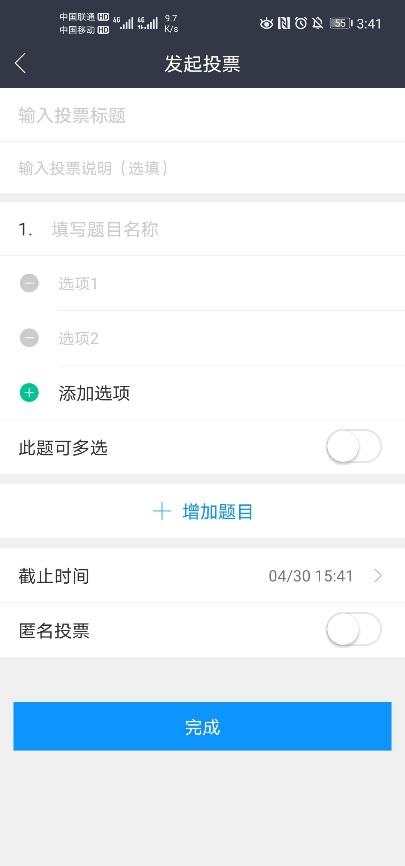 中国联通 HD 4G 4G 9.7 55 3:41
中国移动 HD K/s
发起投票
输入投票标题
输入投票说明（选填）
1. 填写题目名称
选项1
选项2
添加选项
此题可多选
增加题目
截止时间 04/30 15:41
匿名投票
完成